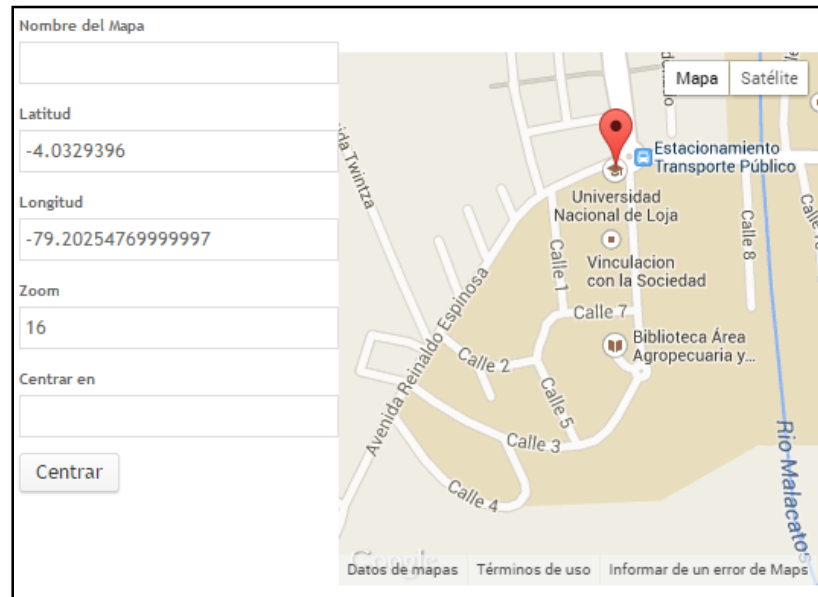 Nombre del Mapa
Latitud
-4.0329396
Longitud
-79.20254769999997
Zoom
16
Centrar en
Centrar
Mapa
Satélite
Estacionamiento
Transporte Público
Universidad
Nacional de Loja
Vinculacion
con la Sociedad
Calle 1
Calle 8
Calle 7
Biblioteca Área
Agropecuaria y...
Avenida Reinaldo Espinosa
Twintza
Calle 2
Calle 5
Calle 3
Calle 4
Rio Malacatos
Google
Datos de mapas
Términos de uso
Informar de un error de Maps